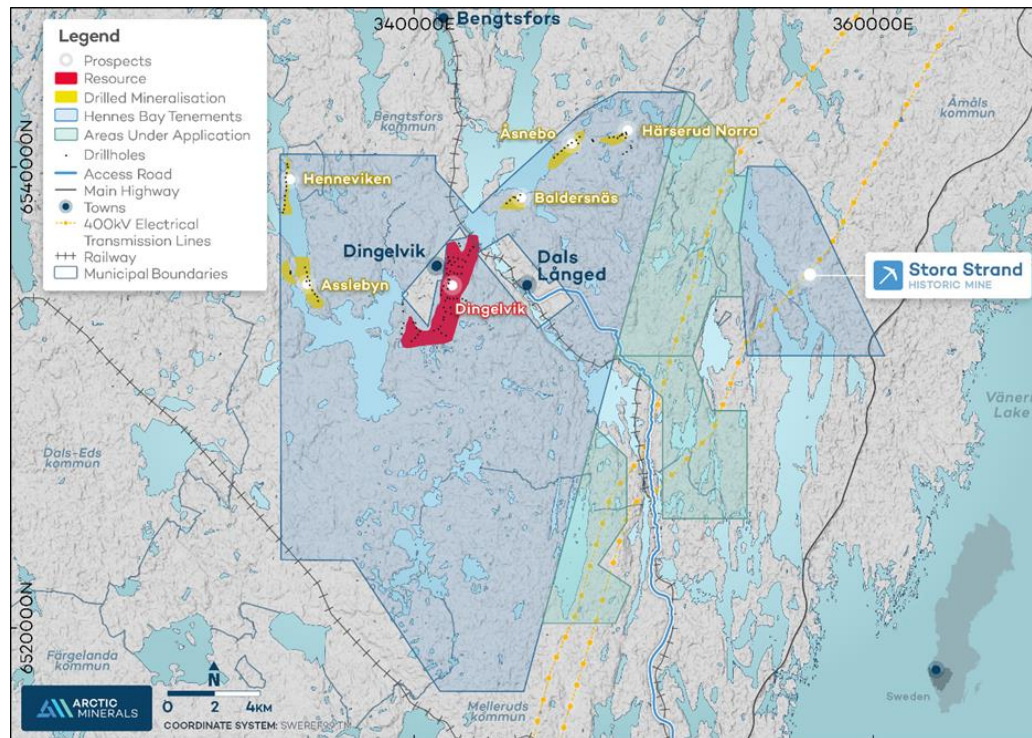 340000E
360000E
Bengtsfors
Legend
Prospects
Resource
Drilled Mineralisation
Hennes Bay Tenements
Areas Under Application
Drillholes
Access Road
Main Highway
Towns
400kV Electrical
Transmission Lines
Railway
Municipal Boundaries
Bengtsfors
kommun
Åmåls
kommun
6540000N
Åsnebo
Härserud Norra
Henneviken
Baldersnäs
Dingelvik
Dals
Långed
Asslebyn
Dingelvik
Stora Strand
HISTORIC MINE
Vänern
Lake
Dals-Eds
kommun
6520000N
Färgelanda
kommun
Melleruds
kommun
Sweden
ARCTIC
MINERALS
N
0 2 4KM
COORDINATE SYSTEM: SWEREF99 TM